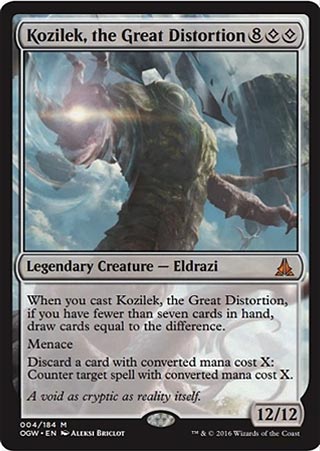 Kozilek, the Great Distortion 8◇◇
Legendary Creature — Eldrazi
When you cast Kozilek, the Great Distortion,
if you have fewer than seven cards in hand,
draw cards equal to the difference.
Menace
Discard a card with converted mana cost X:
Counter target spell with converted mana cost X.
A void as cryptic as reality itself.
12/12
004/184 M
OGW • EN Aleksi Briclot
™ & © 2016 Wizards of the Coast